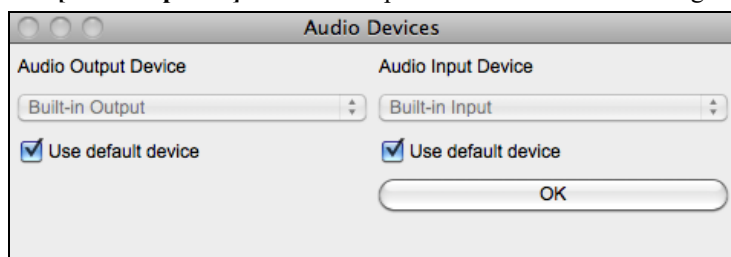 Audio Devices
Audio Output Device
Audio Input Device
Built-in Output
Built-in Input
Use default device
Use default device
OK